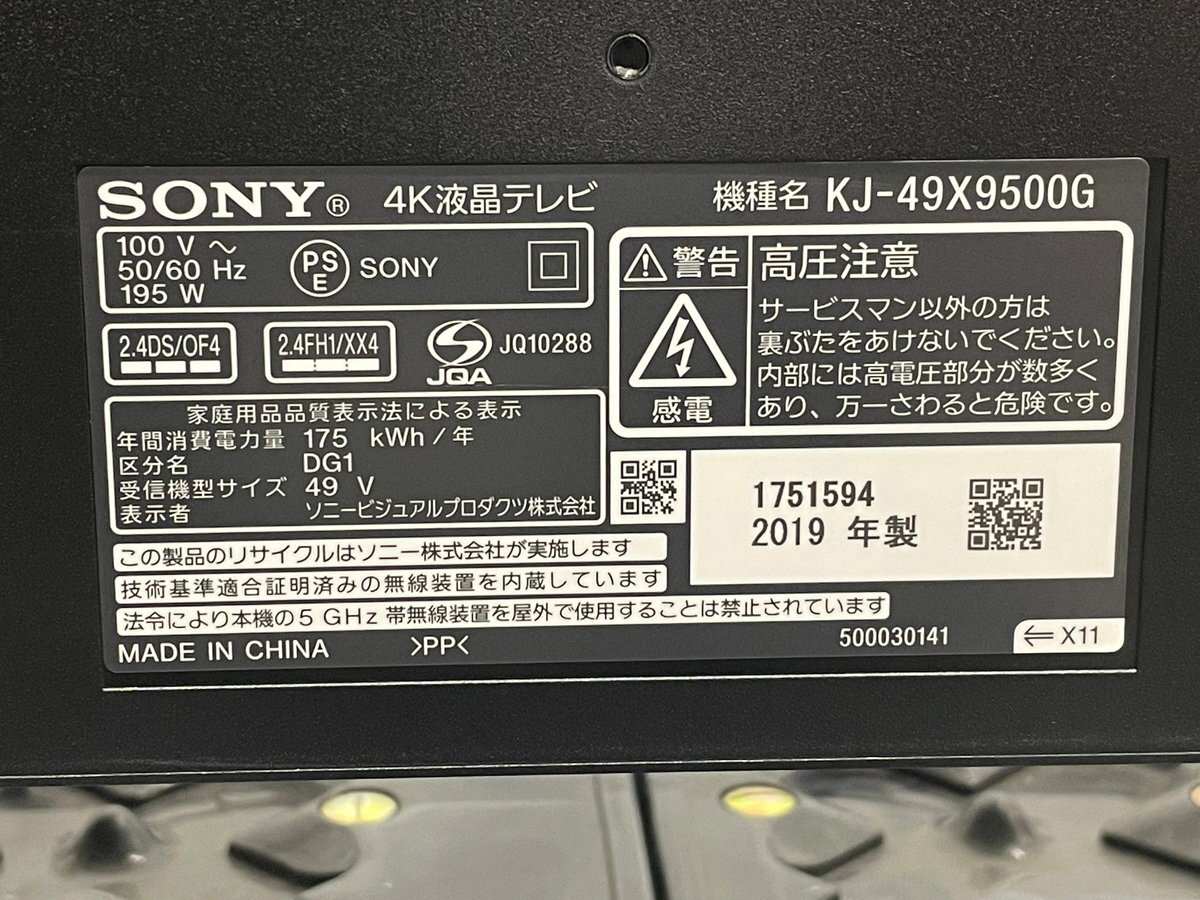 SONY® 4K液晶テレビ
機種名 KJ-49X9500G
100 V ～
50/60 Hz
195 W
PS
E
SONY
2.4DS/OF4
2.4FH1/XX4
JQA
JQ10288
警告
感電
高圧注意
サービスマン以外の方は
裏ぶたをあけないでください。
内部には高電圧部分が数多く
あり、万一さわると危険です。
家庭用品品質表示法による表示
年間消費電力量 175 kWh/年
区分名 DG1
受信機型サイズ 49 V
表示者 ソニービジュアルプロダクツ株式会社
1751594
2019 年製
この製品のリサイクルはソニー株式会社が実施します
技術基準適合証明済みの無線装置を内蔵しています
法令により本機の5 GHz 帯無線装置を屋外で使用することは禁止されています
MADE IN CHINA >PP<
500030141
⇐ X11